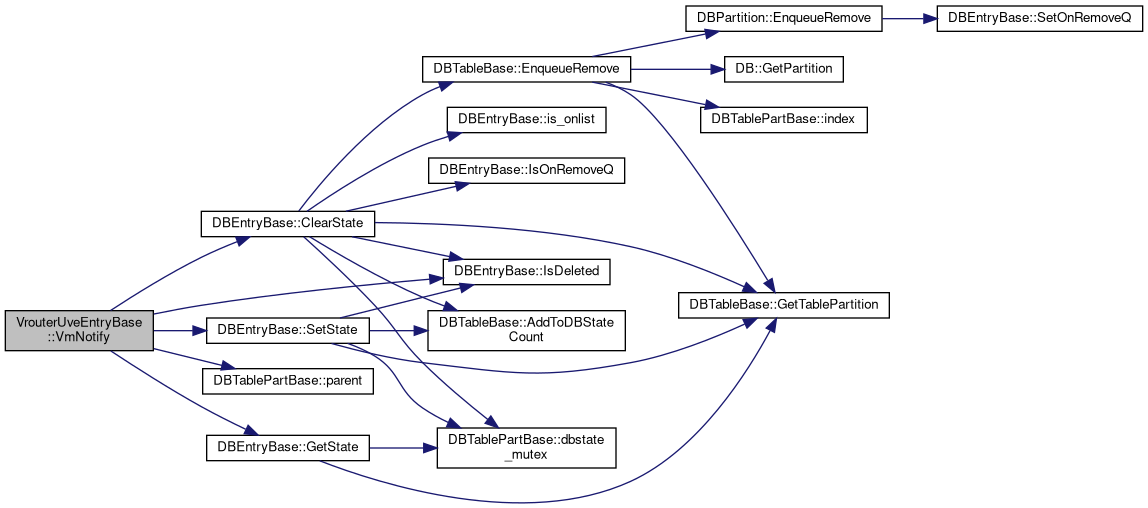 DBPartition::EnqueueRemove
DBEntryBase::SetOnRemoveQ
DBTableBase::EnqueueRemove
DB::GetPartition
DBTablePartBase::index
DBEntryBase::is_onlist
DBEntryBase::IsOnRemoveQ
DBEntryBase::ClearState
DBEntryBase::IsDeleted
DBTableBase::GetTablePartition
VrouterUveEntryBase
::VmNotify
DBEntryBase::SetState
DBTableBase::AddToDBState
Count
DBTablePartBase::parent
DBEntryBase::GetState
DBTablePartBase::dbstate
_mutex